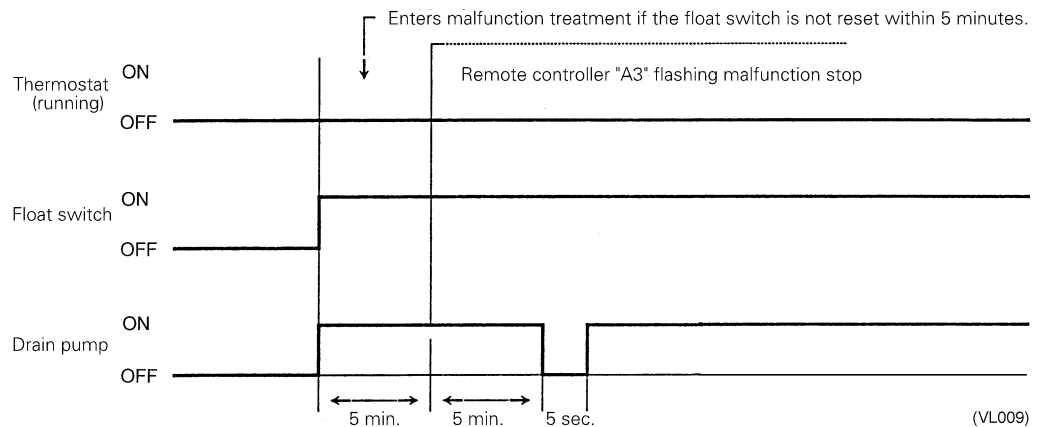 Enters malfunction treatment if the float switch is not reset within 5 minutes.
Remote controller "A3" flashing malfunction stop
Thermostat
(running)
ON
OFF
Float switch
ON
OFF
Drain pump
ON
OFF
5 min.
5 min.
5 sec.
(VL009)